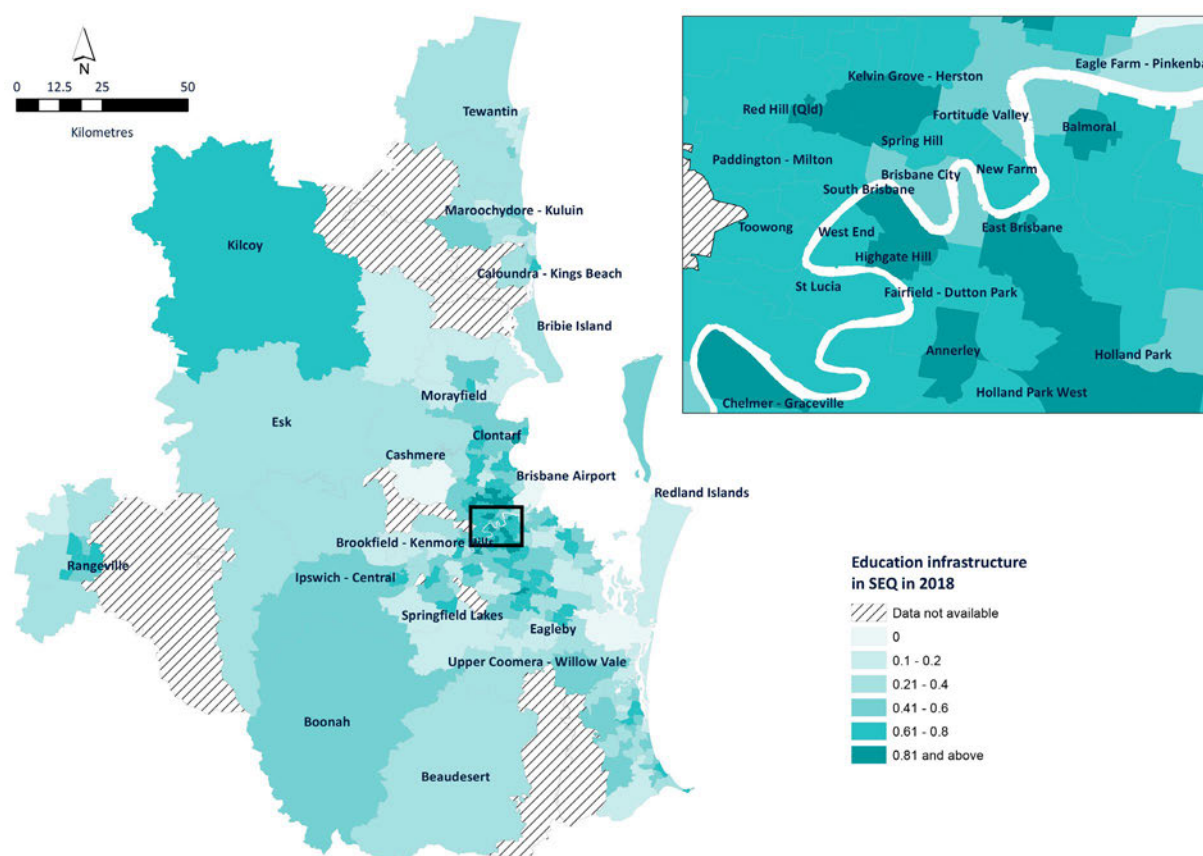 N
0 12.5 25 50
Kilometres
Tewantin
Kilcoy
Maroochydore - Kuluin
Caloundra - Kings Beach
Bribie Island
Morayfield
Esk
Clontarf
Cashmere
Brisbane Airport
Redland Islands
Brookfield - Kenmore Hills
Rangeville
Ipswich - Central
Springfield Lakes
Eagleby
Upper Coomera - Willow Vale
Boonah
Beaudesert
Eagle Farm - Pinkenba
Kelvin Grove - Herston
Red Hill (Qld)
Fortitude Valley
Balmoral
Spring Hill
Paddington - Milton
Brisbane City
New Farm
South Brisbane
Toowong
West End
East Brisbane
Highgate Hill
St Lucia
Fairfield - Dutton Park
Annerley
Holland Park
Holland Park West
Chelmer - Graceville
Education infrastructure
in SEQ in 2018
Data not available
0
0.1 - 0.2
0.21 - 0.4
0.41 - 0.6
0.61 - 0.8
0.81 and above